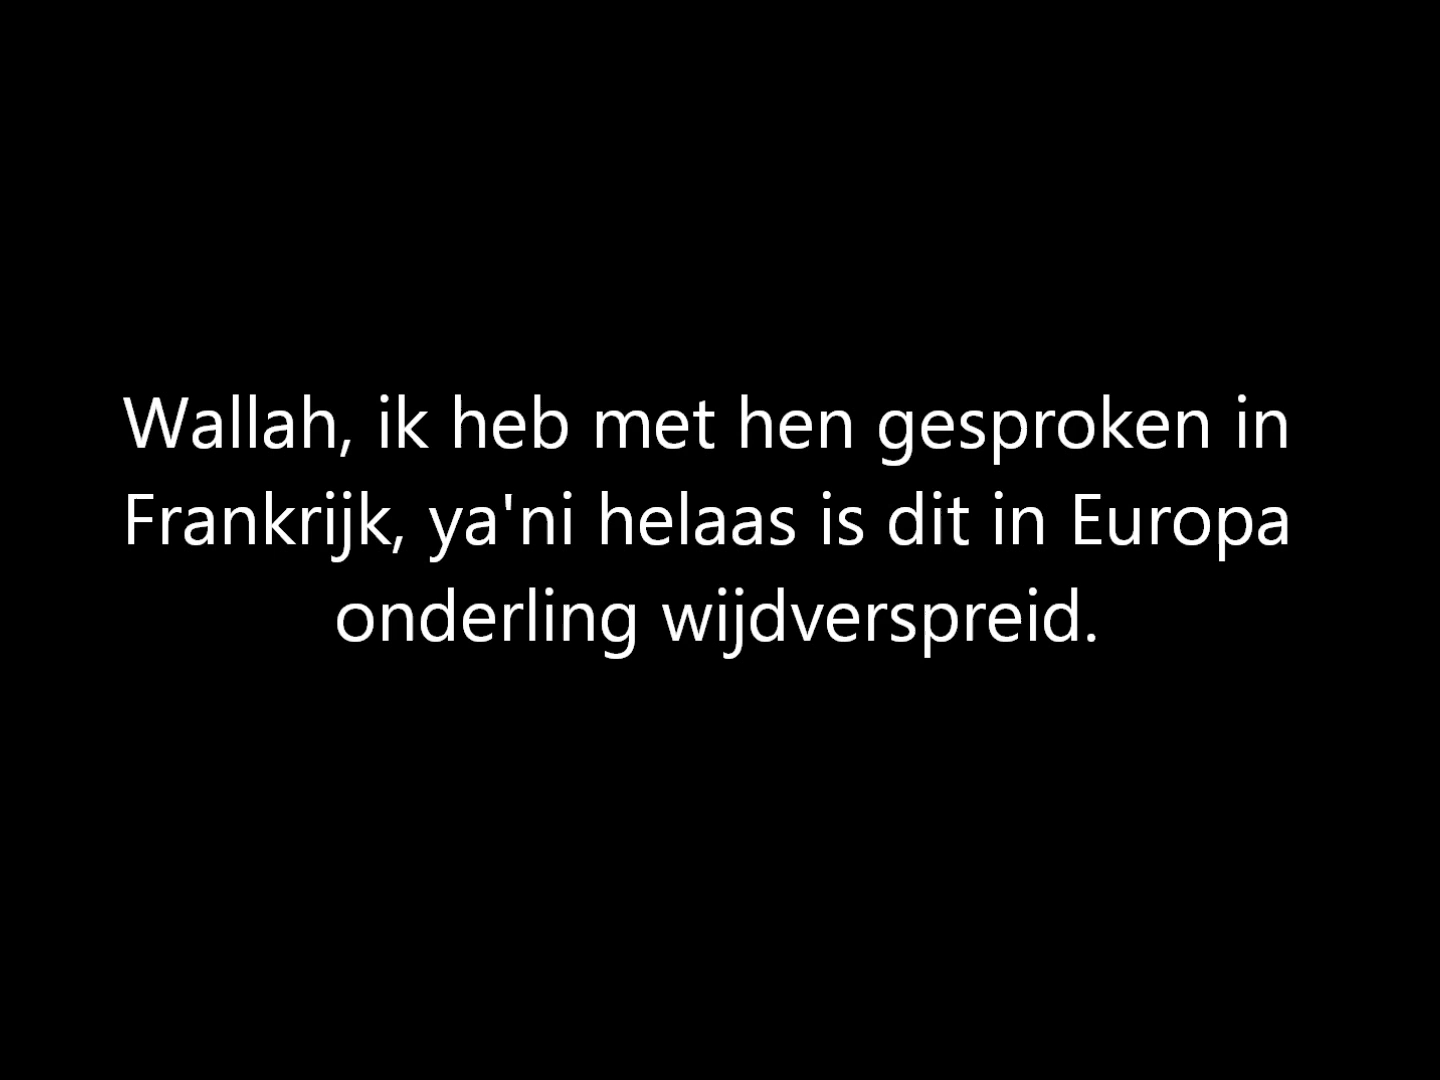 Wallah, ik heb met hen gesproken in
Frankrijk, ya'ni helaas is dit in Europa
onderling wijdverspreid.